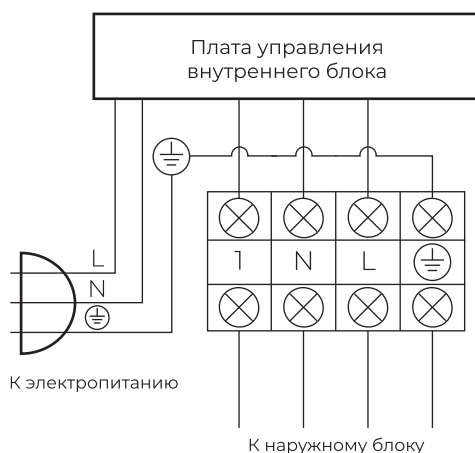 Плата управления
внутреннего блока
L
N
1 N L
К электропитанию
К наружному блоку